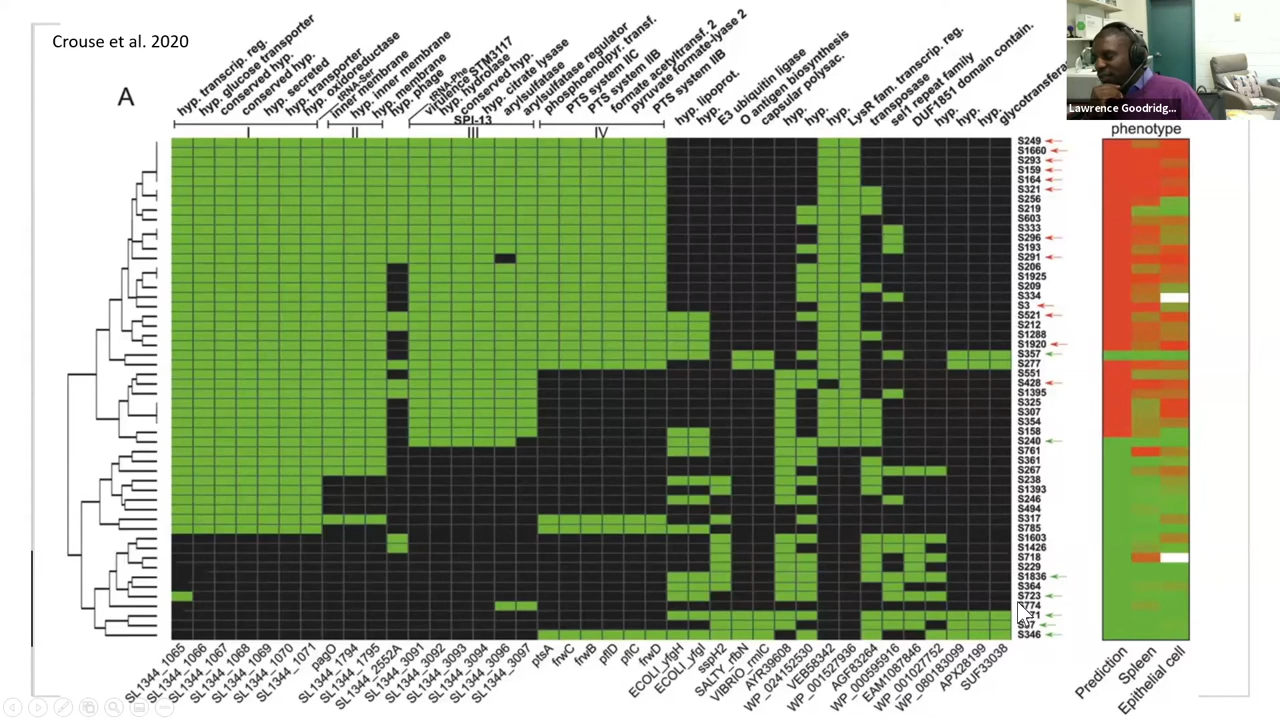 Crouse et al. 2020
A
hyp. transcrip. reg.
hyp. glucose transporter
conserved hyp.
conserved hyp.
hyp. secreted
hyp. transporter
hyp. oxidoreductase
tRNA-Ser
inner membrane
hyp. inner membrane
hyp. membrane
hyp. phage
tRNA-Phe
STM3117
hyp. hydrolase
conserved hyp.
hyp. citrate lyase
arylsulfatase
arylsulfatase regulator
phosphoenolpyr. transf.
PTS system IIB
PTS system IIC
formate acetyltransf. 2
pyruvate formate-lyase 2
PTS system IIB
hyp. lipoprot.
hyp.
E3 ubiquitin ligase
O antigen biosynthesis
capsular polysac.
hyp.
hyp.
hyp.
LysR fam. transcrip. reg.
transposase
sel1 repeat family
DUF1851 domain contain.
hyp.
hyp.
hyp.
Lawrence Goodridg...
SPI-13
I
II
III
IV
phenotype
S249
S1660
S293
S159
S164
S321
S256
S219
S603
S333
S296
S193
S291
S206
S1925
S209
S334
S3
S521
S212
S1288
S1920
S357
S277
S551
S428
S1395
S325
S307
S354
S158
S240
S761
S361
S267
S238
S1393
S246
S494
S317
S785
S1603
S1426
S718
S229
S1836
S364
S723
S346
SL1344_1065
SL1344_1066
SL1344_1067
SL1344_1068
SL1344_1069
SL1344_1070
SL1344_1071
pagO
SL1344_1794
SL1344_1795
SL1344_2552A
SL1344_3091
SL1344_3092
SL1344_3093
SL1344_3094
SL1344_3096
SL1344_3097
ptsA
frwC
frwB
pflD
pflC
frwD
ECOLI_yfgH
ECOLI_yfgI
sspH2
SALTY_rfbN
VIBRIO_rmlC
AYR39608
WP_024152530
VEB58342
WP_001527936
AGF83284
WP_000595916
EAM1087846
WP_001027752
WP_080183099
APX28199
SUF33038
Prediction
Spleen
Epithelial cell